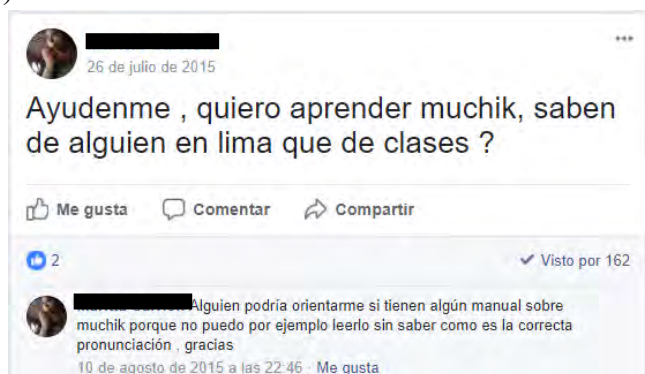 26 de julio de 2015
Ayudenme , quiero aprender muchik, saben
de alguien en lima que de clases ?
Me gusta Comentar Compartir
2 Visto por 162
Alguien podría orientarme si tienen algún manual sobre
muchik porque no puedo por ejemplo leerlo sin saber como es la correcta
pronunciación . gracias
10 de agosto de 2015 a las 22:46 · Me gusta